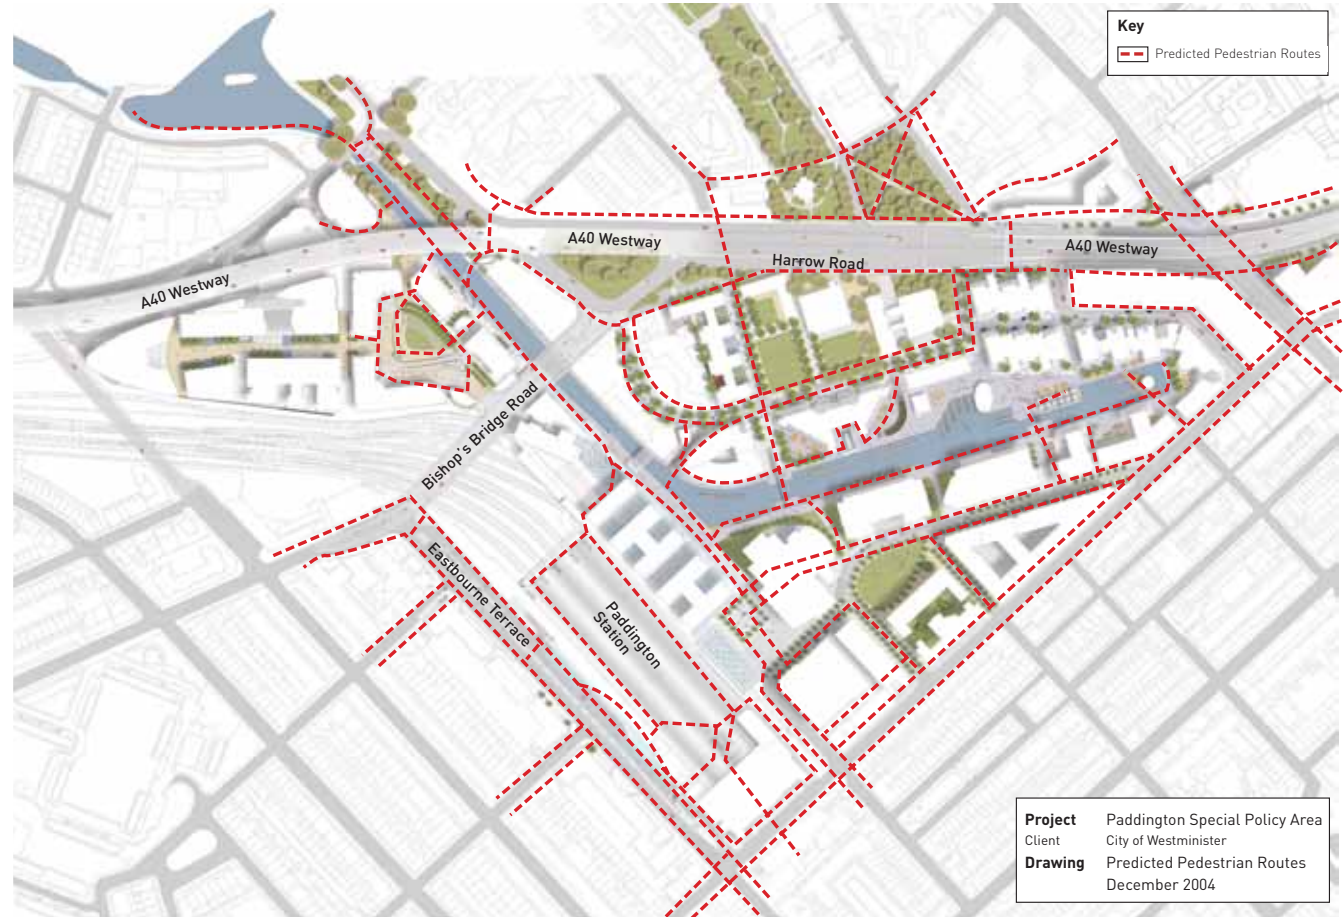 Key
Predicted Pedestrian Routes
A40 Westway
A40 Westway
Harrow Road
A40 Westway
Bishop's Bridge Road
Eastbourne Terrace
Paddington
Station
Project Paddington Special Policy Area
Client City of Westminister
Drawing Predicted Pedestrian Routes
December 2004